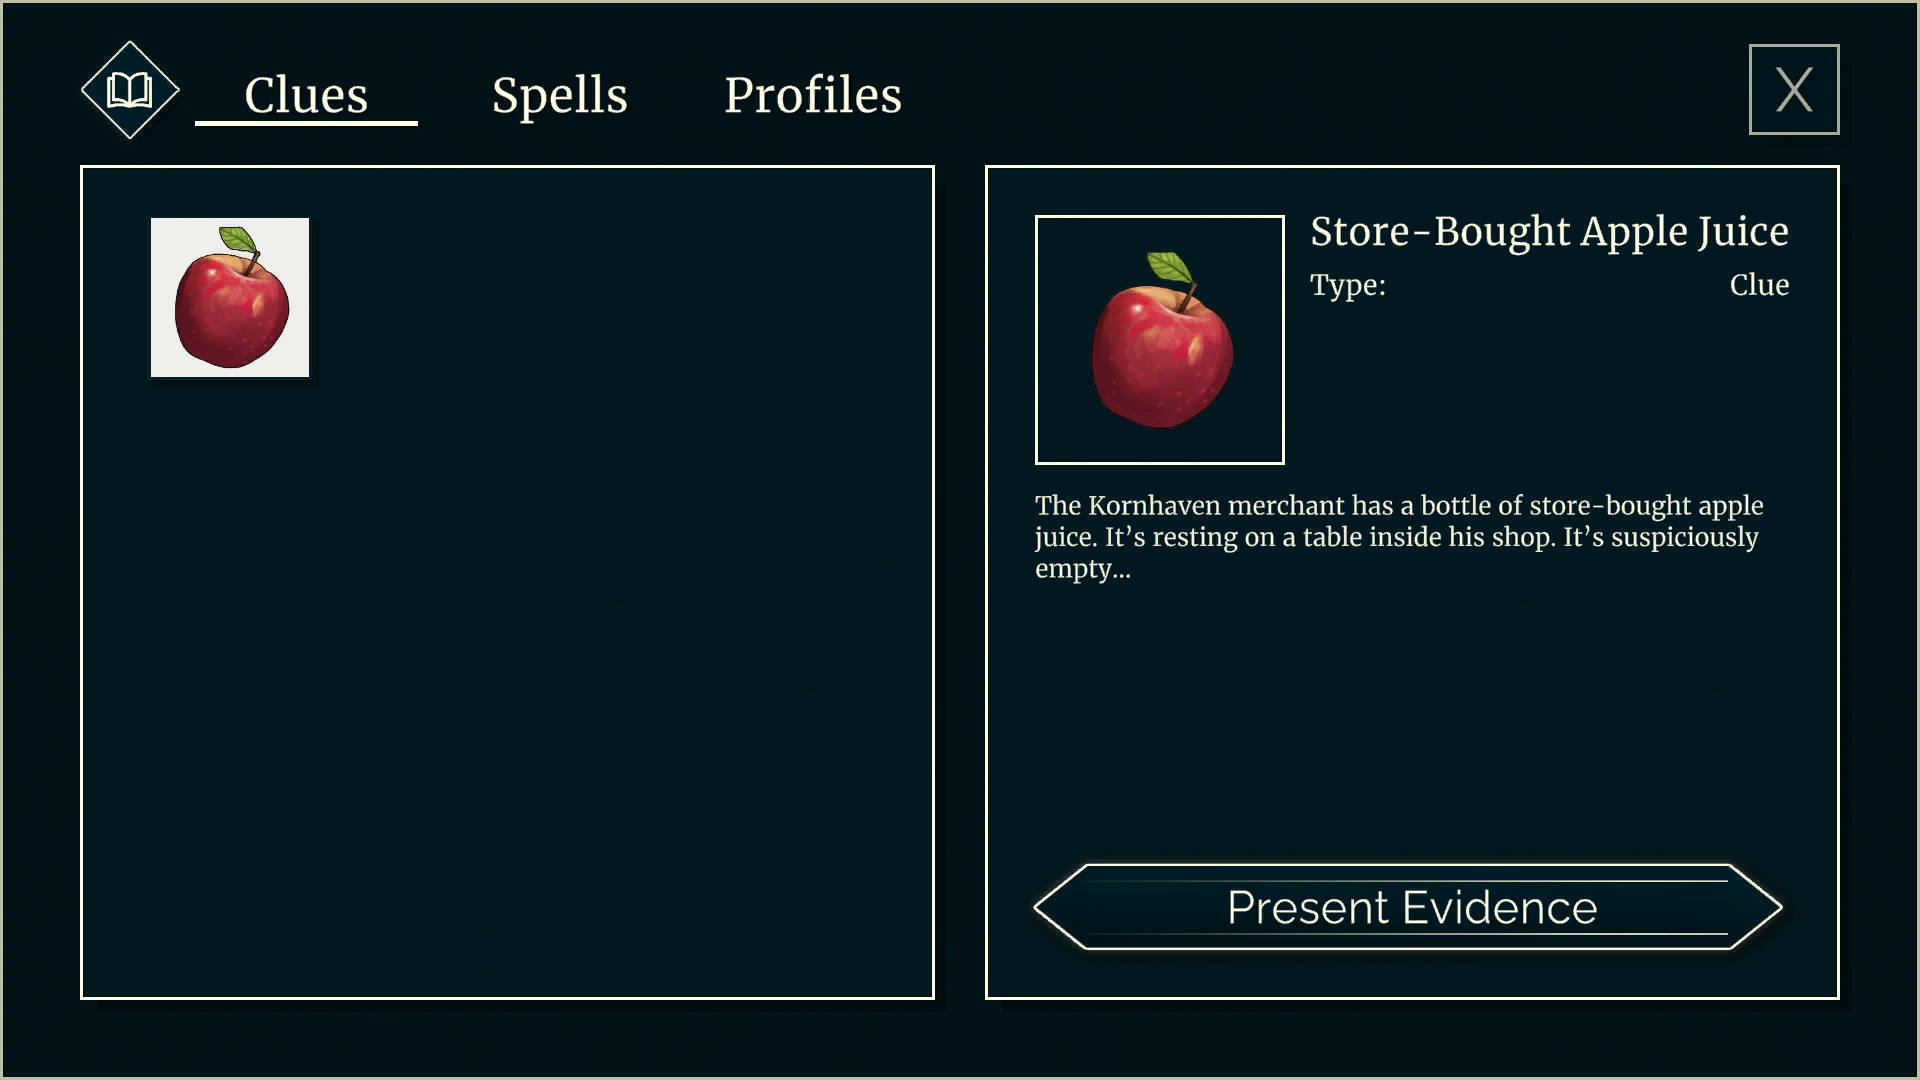 Clues Spells Profiles X
Store-Bought Apple Juice
Type: Clue
The Kornhaven merchant has a bottle of store-bought apple
juice. It’s resting on a table inside his shop. It’s suspiciously
empty...
Present Evidence